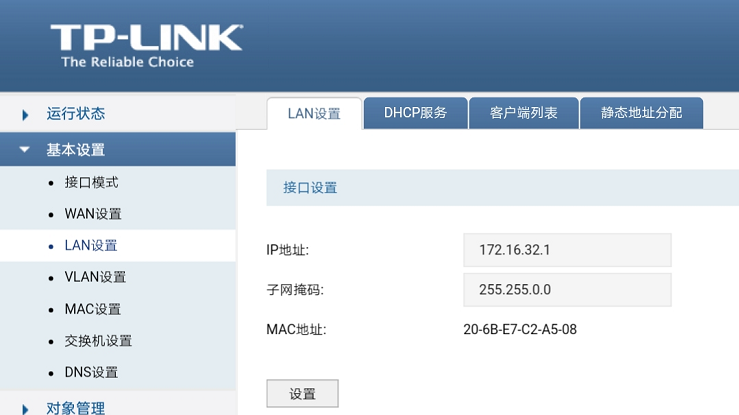 TP-LINK
The Reliable Choice
运行状态
基本设置
接口模式
WAN设置
LAN设置
VLAN设置
MAC设置
交换机设置
DNS设置
对象管理
LAN设置 DHCP服务 客户端列表 静态地址分配
接口设置
IP地址: 172.16.32.1
子网掩码: 255.255.0.0
MAC地址: 20-6B-E7-C2-A5-08
设置